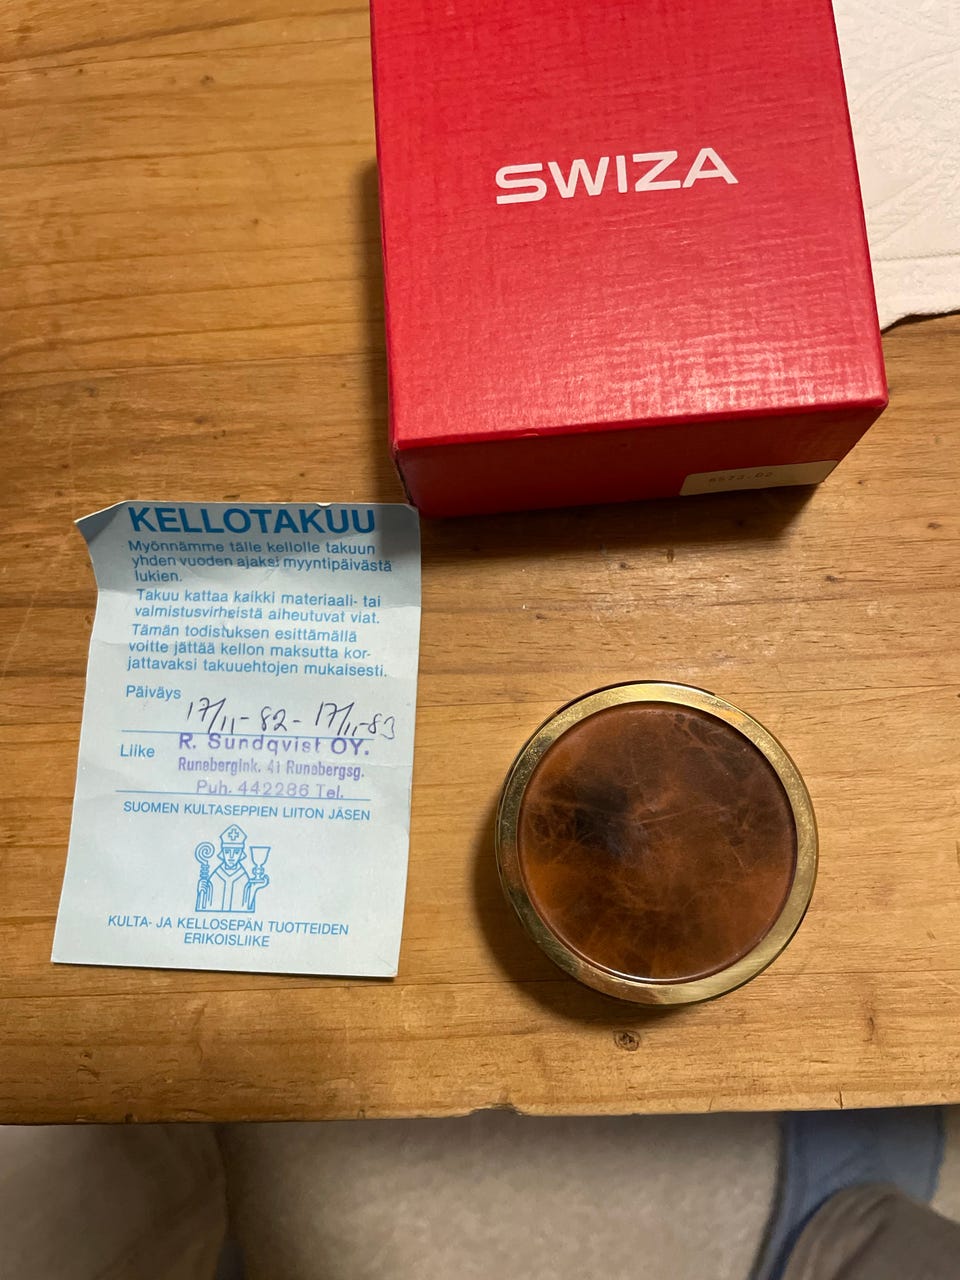 SWIZA
6573.02
KELLOTAKUU
Myönnämme tälle kellolle takuun
yhden vuoden ajaksi myyntipäivästä
lukien.
Takuu kattaa kaikki materiaali- tai
valmistusvirheistä aiheutuvat viat.
Tämän todistuksen esittämällä
voitte jättää kellon maksutta kor-
jattavaksi takuuehtojen mukaisesti.
Päiväys 17/11-82-17/11-83
Liike R. Sundqvist OY.
Runebergink. 41 Runebergsg.
Puh. 442286 Tel.
SUOMEN KULTASEPPIEN LIITON JÄSEN
KULTA- JA KELLOSEPÄN TUOTTEIDEN
ERIKOISLIIKE